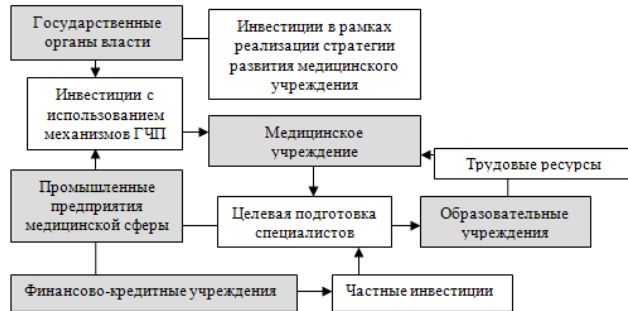 Государственные
органы власти
Инвестиции в рамках
реализации стратегии
развития медицинского
учреждения
Инвестиции с
использованием
механизмов ГЧП
Медицинское
учреждение
Трудовые ресурсы
Промышленные
предприятия
медицинской сферы
Целевая подготовка
специалистов
Образовательные
учреждения
Финансово-кредитные учреждения
Частные инвестиции